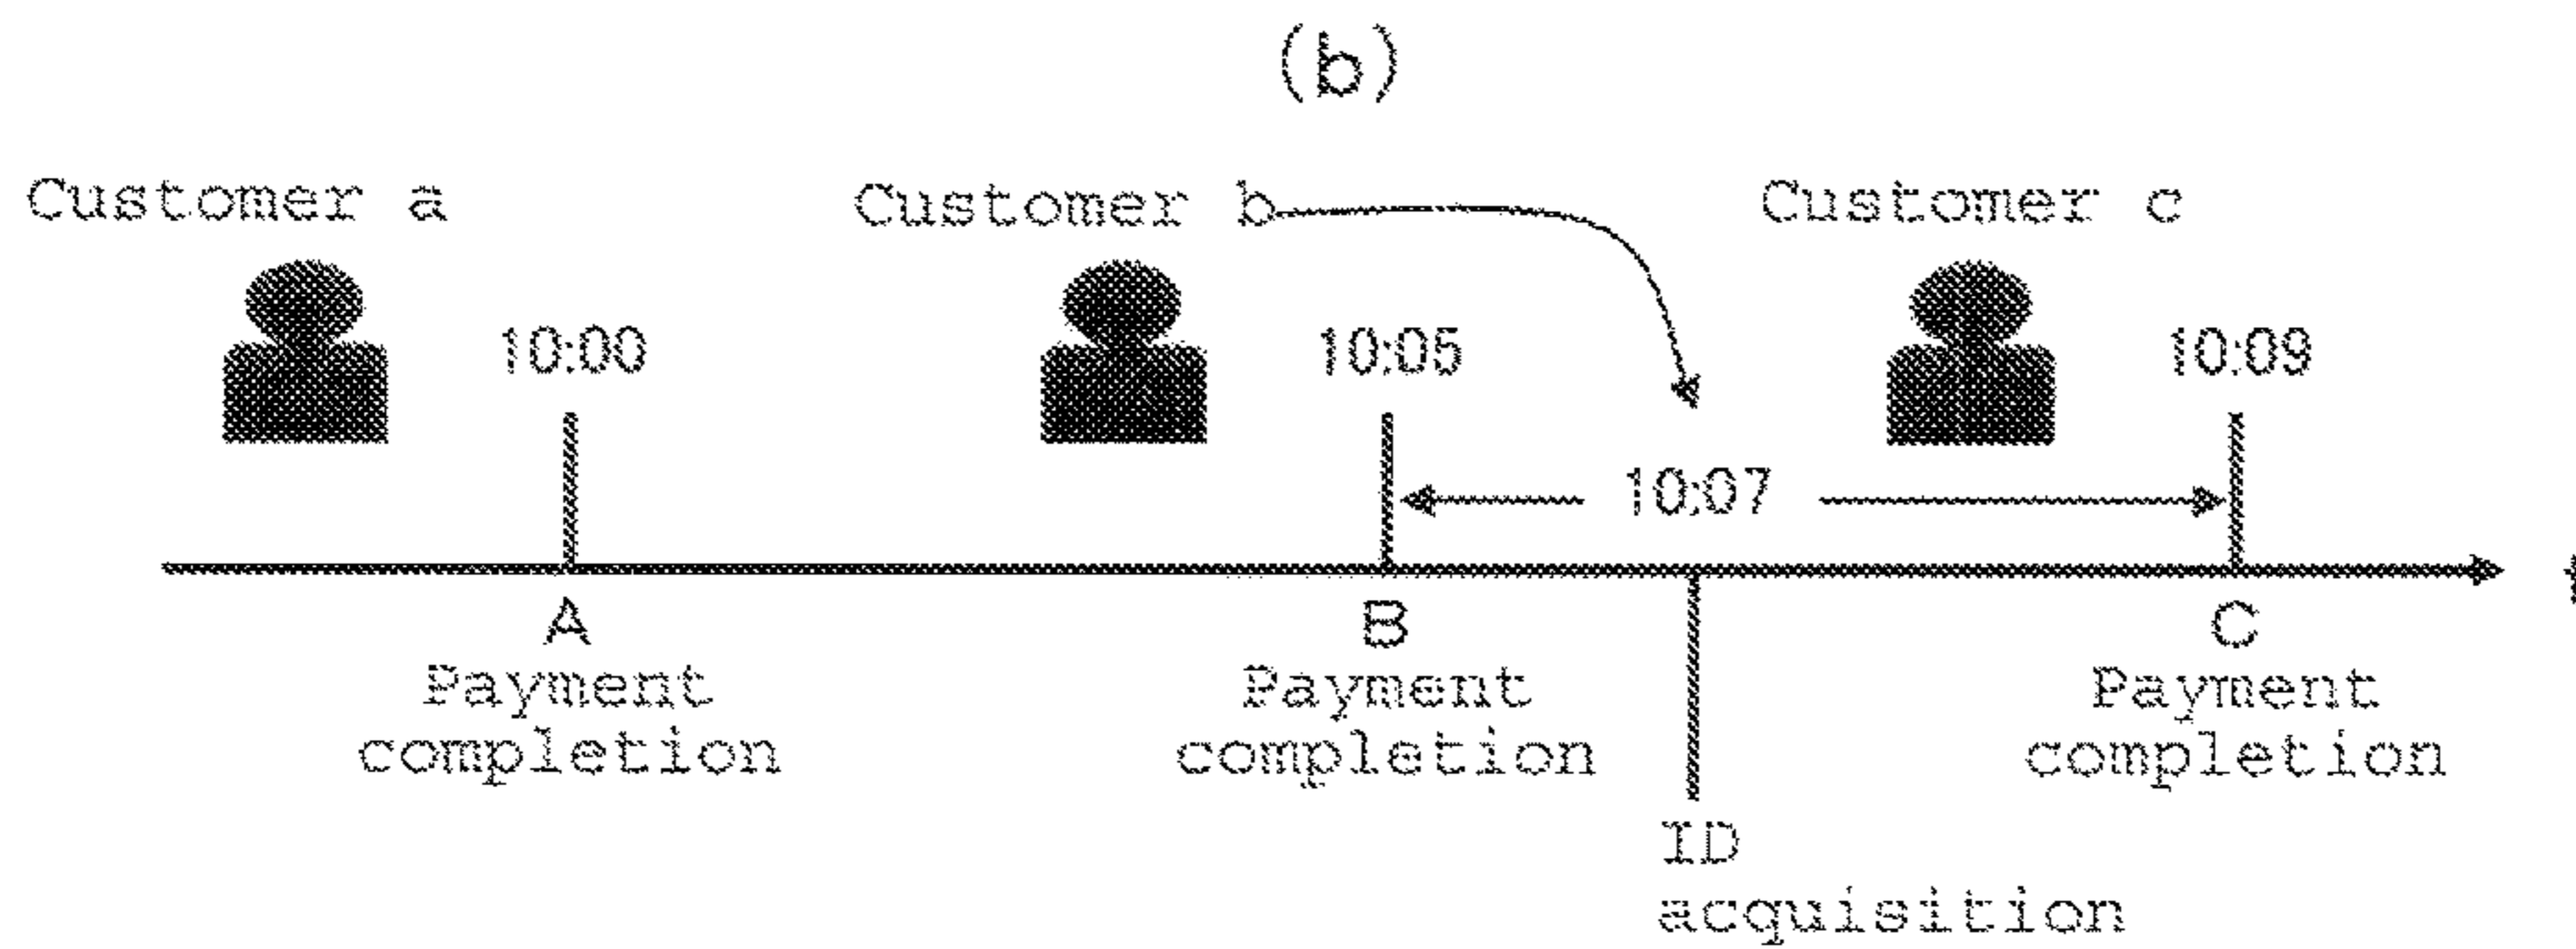 (b)
Customer a
Customer b
Customer c
10:00
10:05
10:09
10:07
A
B
C
Payment
completion
Payment
completion
Payment
completion
ID
acquisition